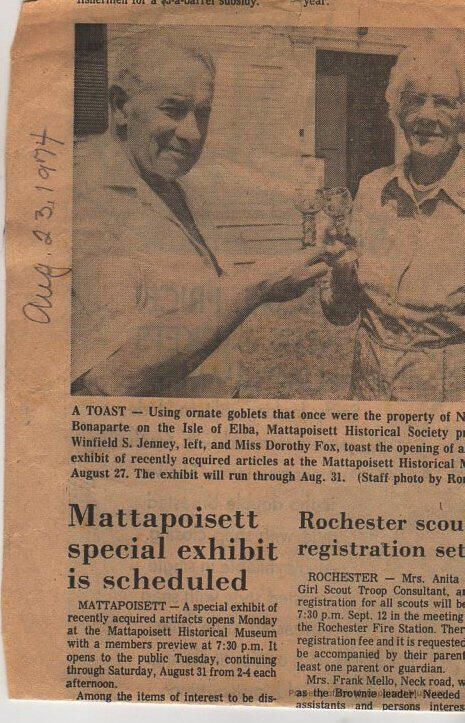 fishermen for a $5-a-barrel subsidy.
year.
Aug. 23, 1974
A TOAST — Using ornate goblets that once were the property of N
Bonaparte on the Isle of Elba, Mattapoisett Historical Society p
Winfield S. Jenney, left, and Miss Dorothy Fox, toast the opening of a
exhibit of recently acquired articles at the Mattapoisett Historical M
August 27. The exhibit will run through Aug. 31. (Staff photo by Ro
Mattapoisett
special exhibit
is scheduled
MATTAPOISETT — A special exhibit of
recently acquired artifacts opens Monday
at the Mattapoisett Historical Museum
with a members preview at 7:30 p.m. It
opens to the public Tuesday, continuing
through Saturday, August 31 from 2-4 each
afternoon.
Among the items of interest to be dis-
Rochester scou
registration set
ROCHESTER — Mrs. Anita
Girl Scout Troop Consultant, a
registration for all scouts will be
7:30 p.m. Sept. 12 in the meeting
the Rochester Fire Station. Ther
registration fee and it is requested
be accompanied by their parent
least one parent or guardian.
Mrs. Frank Mello, Neck road, w
as the Brownie leader. Needed
assistants and persons interes